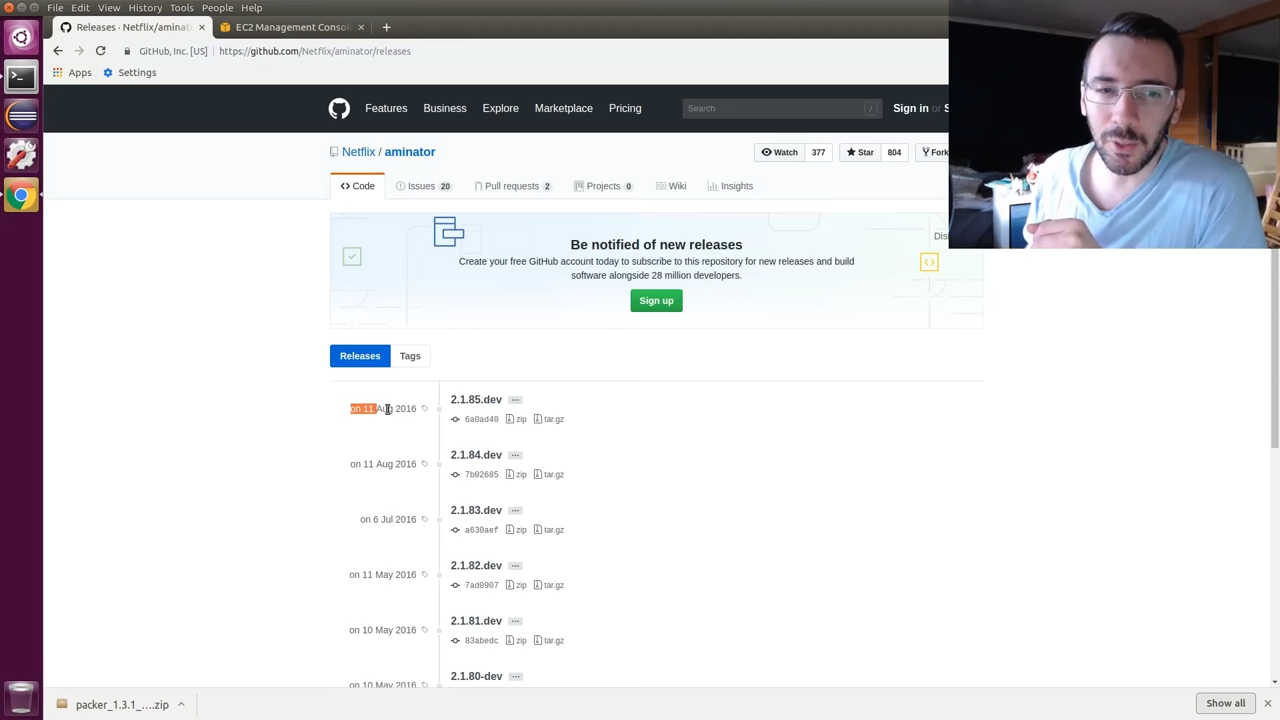 File Edit View History Bookmarks Tools People Help
Releases · Netflix/aminat
EC2 Management Consol
GitHub, Inc. [US] https://github.com/Netflix/aminator/releases
Apps Settings
Features Business Explore Marketplace Pricing Search / Sign in or S
Netflix / aminator
Watch 377 Star 804 Fork
Code Issues 20 Pull requests 2 Projects 0 Wiki Insights
Dis
Be notified of new releases
Create your free GitHub account today to subscribe to this repository for new releases and build
software alongside 28 million developers.
Sign up
Releases Tags
on 11 Aug 2016 2.1.85.dev
6a0ad40 zip tar.gz
on 11 Aug 2016 2.1.84.dev
7b02685 zip tar.gz
on 6 Jul 2016 2.1.83.dev
a630aef zip tar.gz
on 11 May 2016 2.1.82.dev
7ad0907 zip tar.gz
on 10 May 2016 2.1.81.dev
83abedc zip tar.gz
on 10 May 2016 2.1.80-dev
packer_1.3.1_....zip
Show all